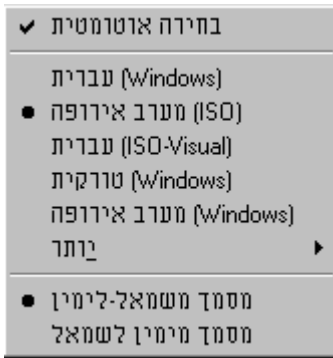 בחירה אוטומטית
עברית (Windows)
מערב אירופה (ISO)
עברית (ISO-Visual)
טורקית (Windows)
מערב אירופה (Windows)
יותר
מסמך משמאל-לימין
מסמך מימין לשמאל